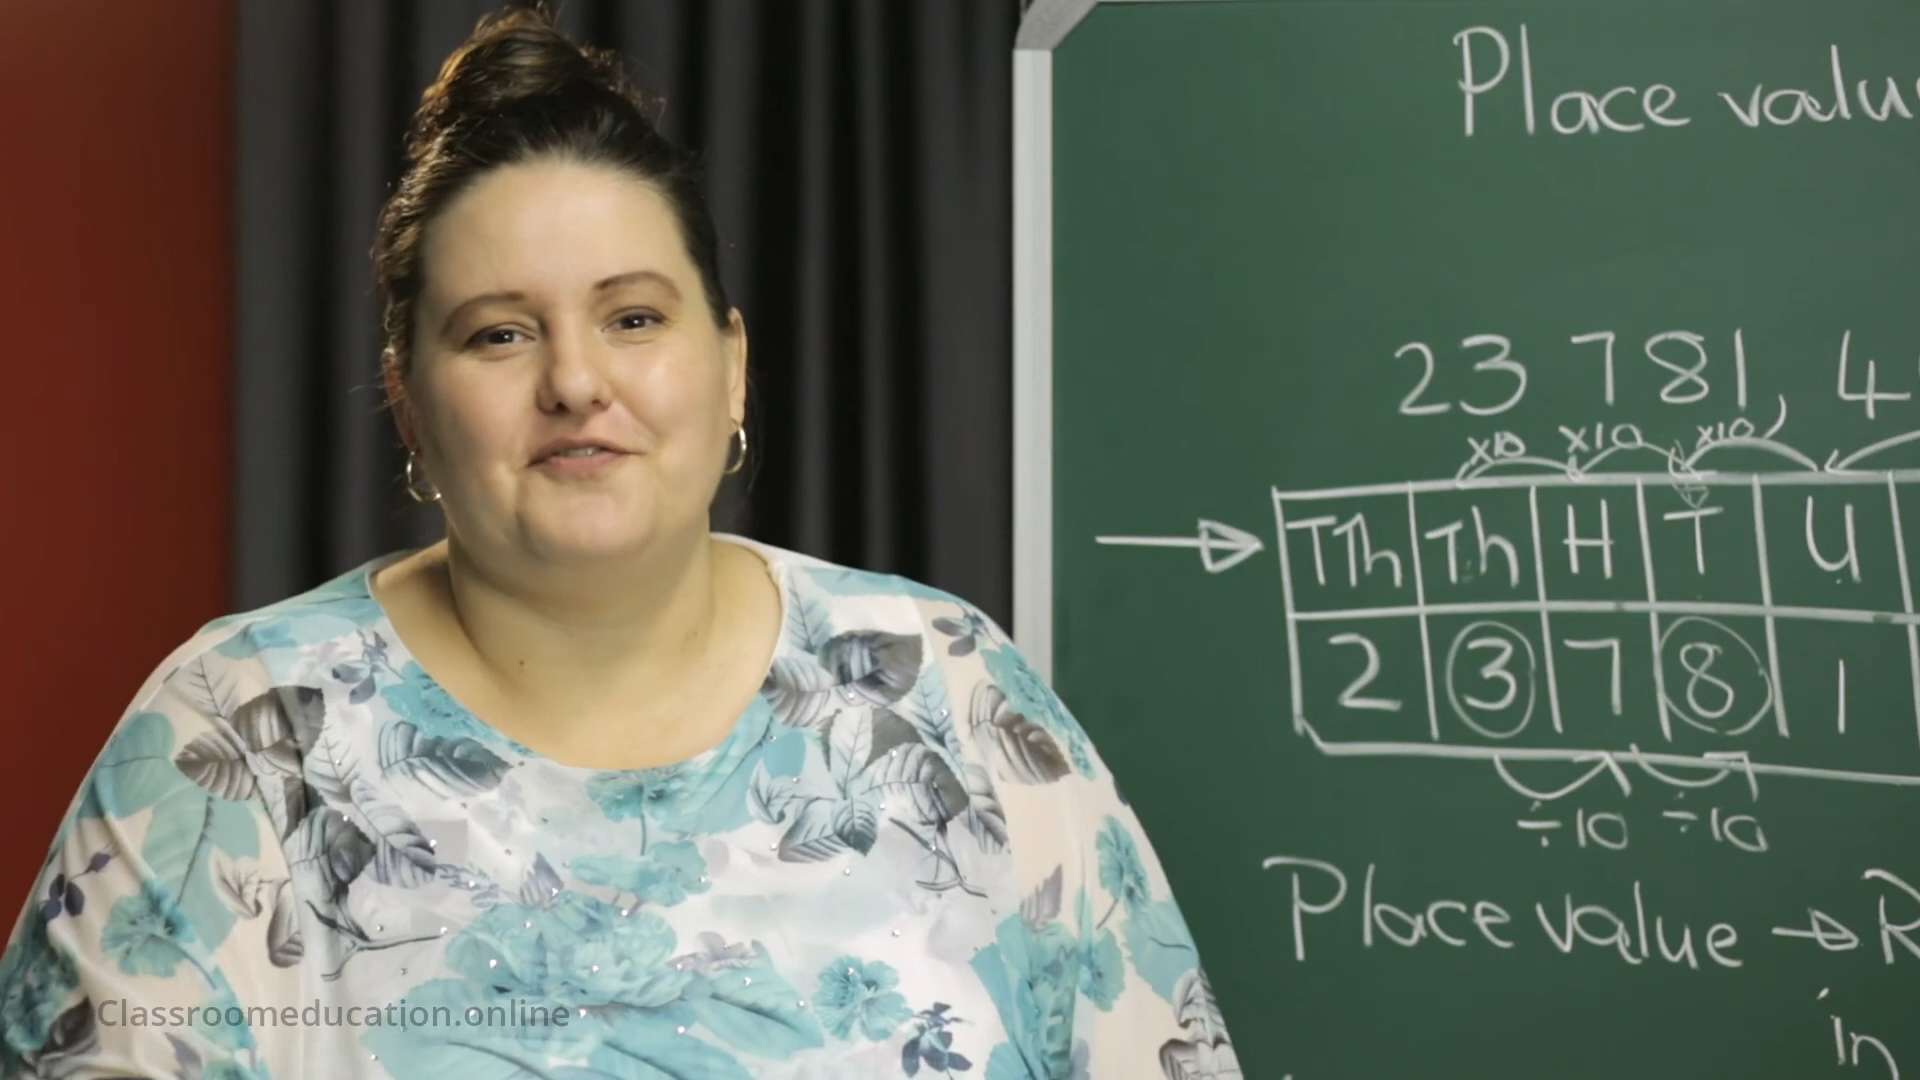 Place valu
23 781, 4
x10 x10 x10
TTh Th H T U
2 3 7 8 1
÷10 ÷10
Place value → R
in
Classroomeducation.online